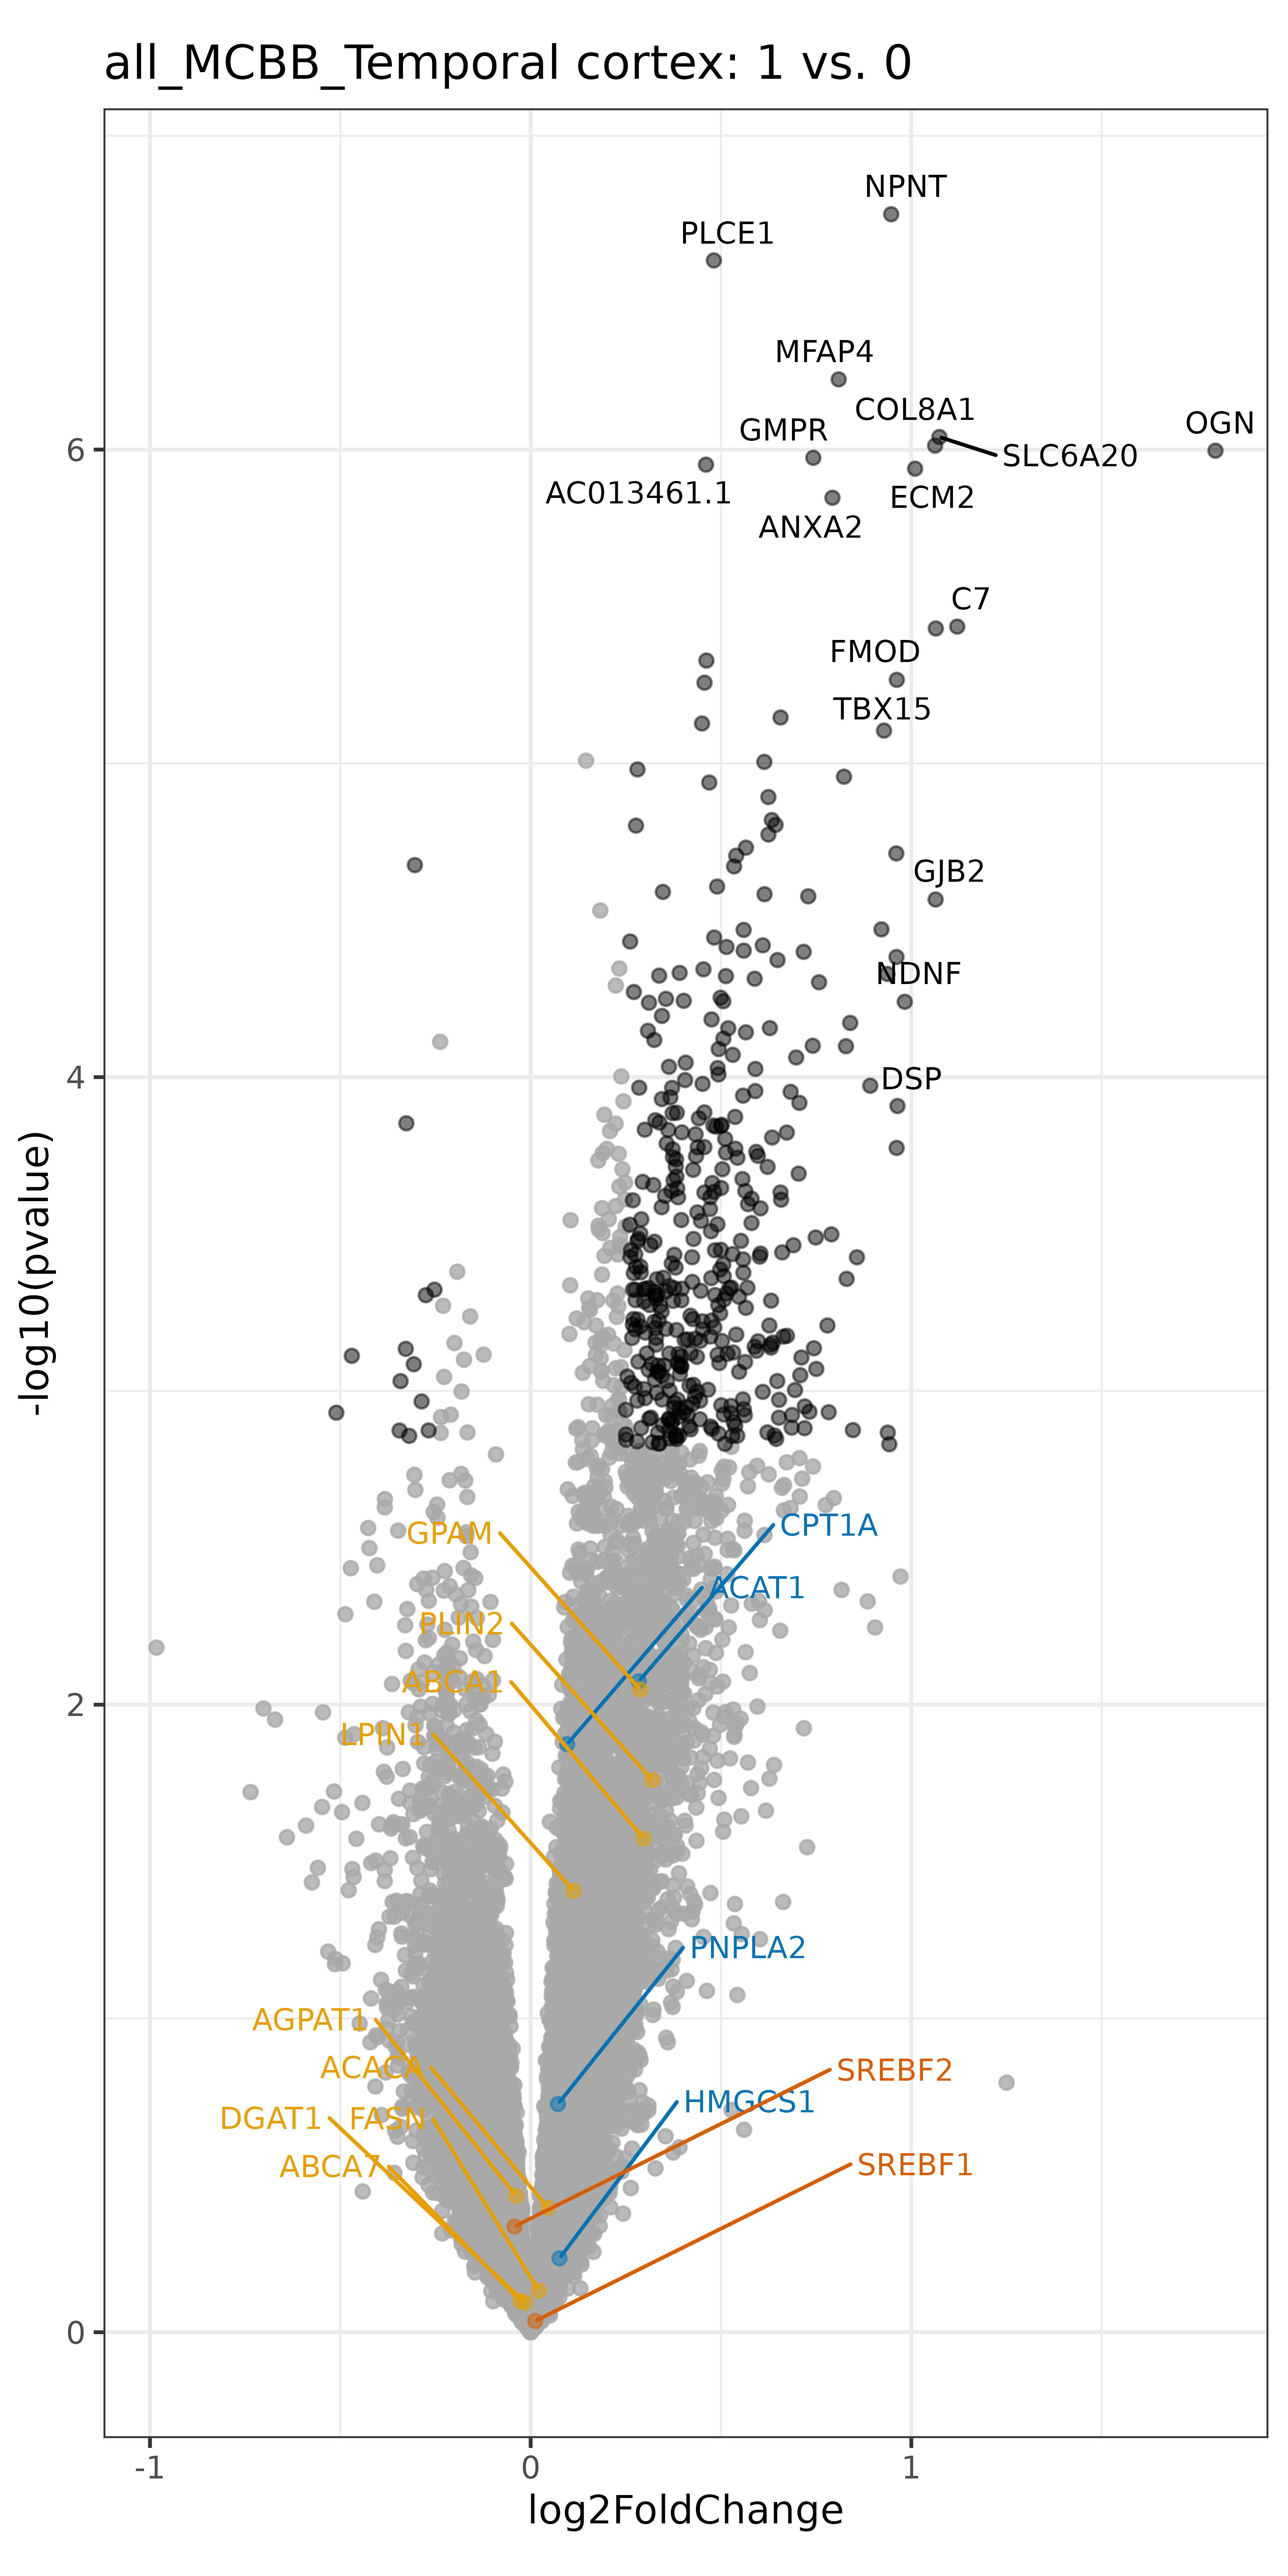 all_MCBB_Temporal cortex: 1 vs. 0
NPNT
PLCE1
MFAP4
COL8A1
OGN
GMPR
6
SLC6A20
AC013461.1
ECM2
ANXA2
C7
FMOD
TBX15
GJB2
NDNF
4
DSP
-log10(pvalue)
CPT1A
GPAM
ACAT1
PLIN2
ABCA1
2
LPIN1
PNPLA2
AGPAT1
ACACA
SREBF2
HMGCS1
DGAT1
FASN
ABCA7
SREBF1
0
-1
0
1
log2FoldChange